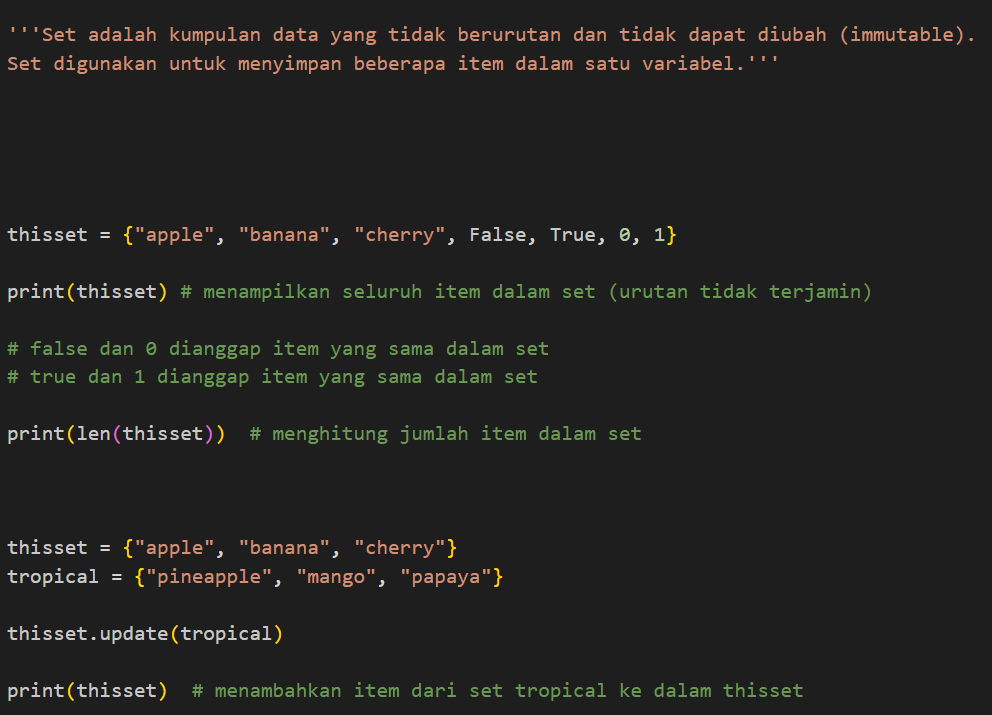 '''Set adalah kumpulan data yang tidak berurutan dan tidak dapat diubah (immutable).
Set digunakan untuk menyimpan beberapa item dalam satu variabel.'''
thisset = {"apple", "banana", "cherry", False, True, 0, 1}
print(thisset) # menampilkan seluruh item dalam set (urutan tidak terjamin)
# false dan 0 dianggap item yang sama dalam set
# true dan 1 dianggap item yang sama dalam set
print(len(thisset))  # menghitung jumlah item dalam set
thisset = {"apple", "banana", "cherry"}
tropical = {"pineapple", "mango", "papaya"}
thisset.update(tropical)
print(thisset)  # menambahkan item dari set tropical ke dalam thisset